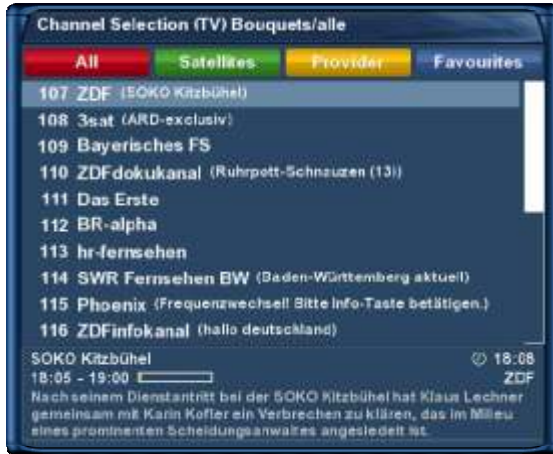 Channel Selection (TV) Bouquets/alle
All Satellites Provider Favourites
107 ZDF (SOKO Kitzbühel)
108 3sat (ARD-exclusiv)
109 Bayerisches FS
110 ZDFdokukanal (Ruhrpott-Schnauzen (13))
111 Das Erste
112 BR-alpha
113 hr-fernsehen
114 SWR Fernsehen BW (Baden-Württemberg aktuell)
115 Phoenix (Frequenzwechsel! Bitte Info-Taste betätigen.)
116 ZDFinfokanal (hallo deutschland)
SOKO Kitzbühel 18:08
18:05 - 19:00 ZDF
Nach seinem Dienstantritt bei der SOKO Kitzbühel hat Klaus Lechner
gemeinsam mit Karin Kofler ein Verbrechen zu klären, das im Milieu
eines prominenten Scheidungsanwaltes angesiedelt ist.